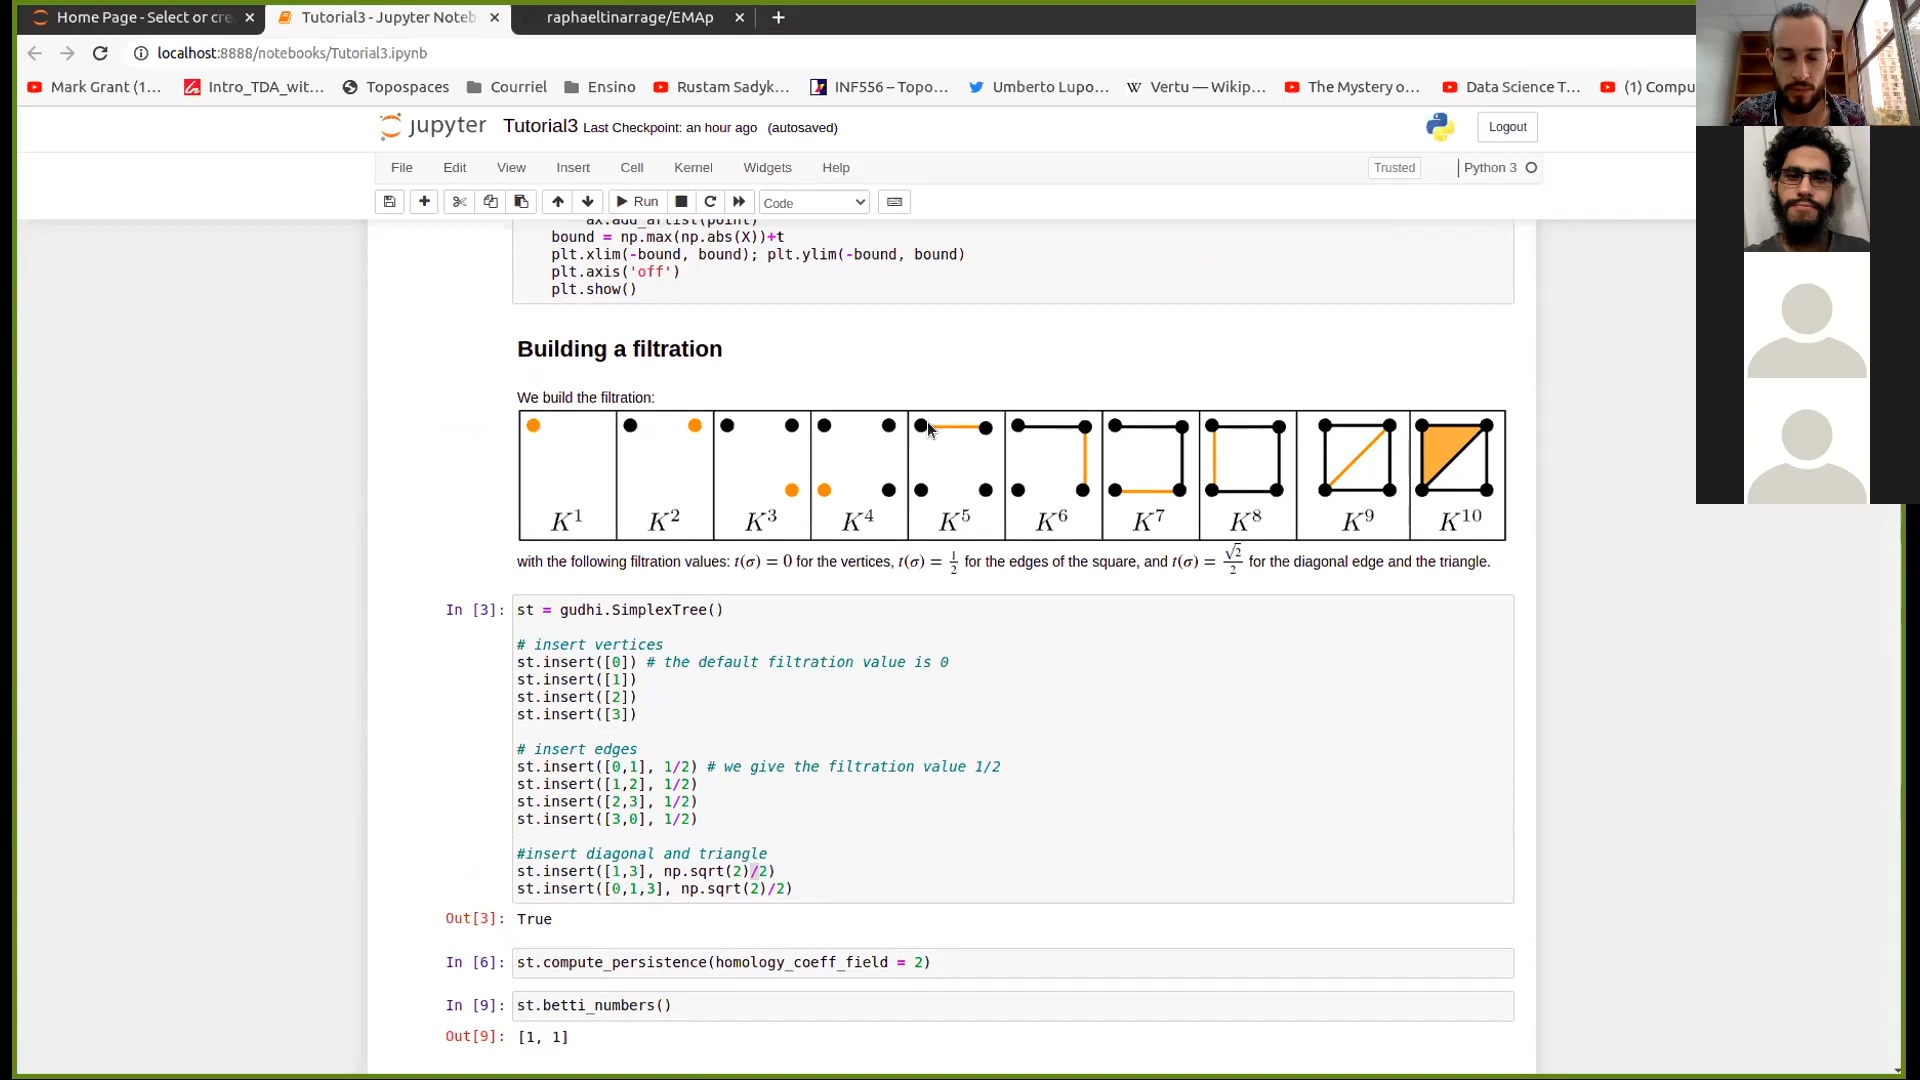 Home Page - Select or cre
Tutorial3 - Jupyter Noteb
raphaeltinarrage/EMAp
localhost:8888/notebooks/Tutorial3.ipynb
Mark Grant (1...
Intro_TDA_wit...
Topospaces
Courriel
Ensino
Rustam Sadyk...
INF556 – Topo...
Umberto Lupo...
Vertu — Wikip...
The Mystery o...
Data Science T...
(1) Compu
jupyter Tutorial3 Last Checkpoint: an hour ago (autosaved)
Logout
File Edit View Insert Cell Kernel Widgets Help
Trusted Python 3
Run Code
ax.add_artist(point)
bound = np.max(np.abs(X))+t
plt.xlim(-bound, bound); plt.ylim(-bound, bound)
plt.axis('off')
plt.show()
Building a filtration
We build the filtration:
K¹ K² K³ K⁴ K⁵ K⁶ K⁷ K⁸ K⁹ K¹⁰
with the following filtration values: t(σ) = 0 for the vertices, t(σ) = 1/2 for the edges of the square, and t(σ) = √2/2 for the diagonal edge and the triangle.
In [3]: st = gudhi.SimplexTree()
# insert vertices
st.insert([0]) # the default filtration value is 0
st.insert([1])
st.insert([2])
st.insert([3])
# insert edges
st.insert([0,1], 1/2) # we give the filtration value 1/2
st.insert([1,2], 1/2)
st.insert([2,3], 1/2)
st.insert([3,0], 1/2)
#insert diagonal and triangle
st.insert([1,3], np.sqrt(2)/2)
st.insert([0,1,3], np.sqrt(2)/2)
Out[3]: True
In [6]: st.compute_persistence(homology_coeff_field = 2)
In [9]: st.betti_numbers()
Out[9]: [1, 1]